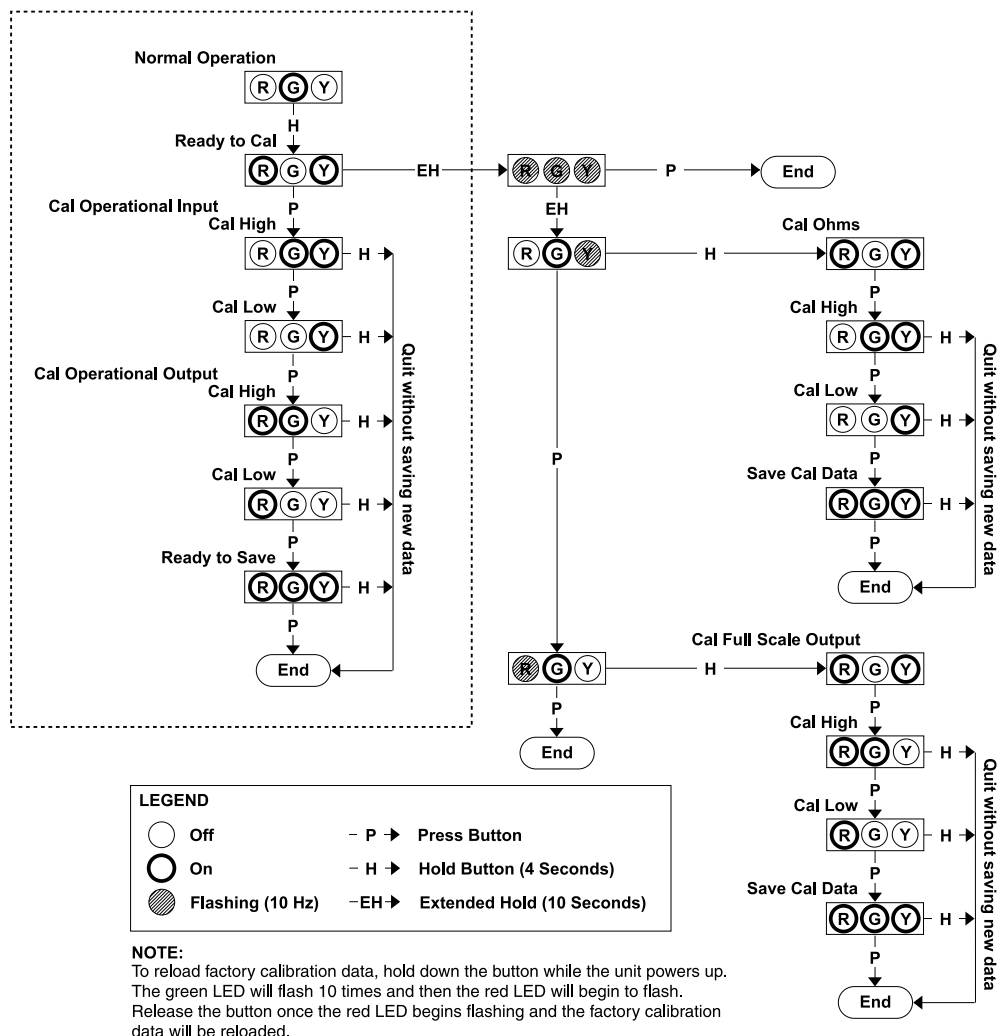 Normal Operation
R G Y
H
Ready to Cal
R G Y
EH
R G Y
P
End
P
EH
Cal Operational Input
Cal High
R G Y
H
R G Y
H
Cal Ohms
R G Y
P
Cal Low
R G Y
H
P
Cal Operational Output
Cal High
R G Y
H
P
Cal Low
R G Y
H
P
Ready to Save
R G Y
H
P
End
Quit without saving new data
P
Cal High
R G Y
H
P
Cal Low
R G Y
H
P
Save Cal Data
R G Y
H
P
End
Quit without saving new data
P
R G Y
H
P
End
Cal Full Scale Output
R G Y
P
Cal High
R G Y
H
P
Cal Low
R G Y
H
P
Save Cal Data
R G Y
H
P
End
Quit without saving new data
LEGEND
Off
On
Flashing (10 Hz)
P Press Button
H Hold Button (4 Seconds)
EH Extended Hold (10 Seconds)
NOTE:
To reload factory calibration data, hold down the button while the unit powers up.
The green LED will flash 10 times and then the red LED will begin to flash.
Release the button once the red LED begins flashing and the factory calibration
data will be reloaded.